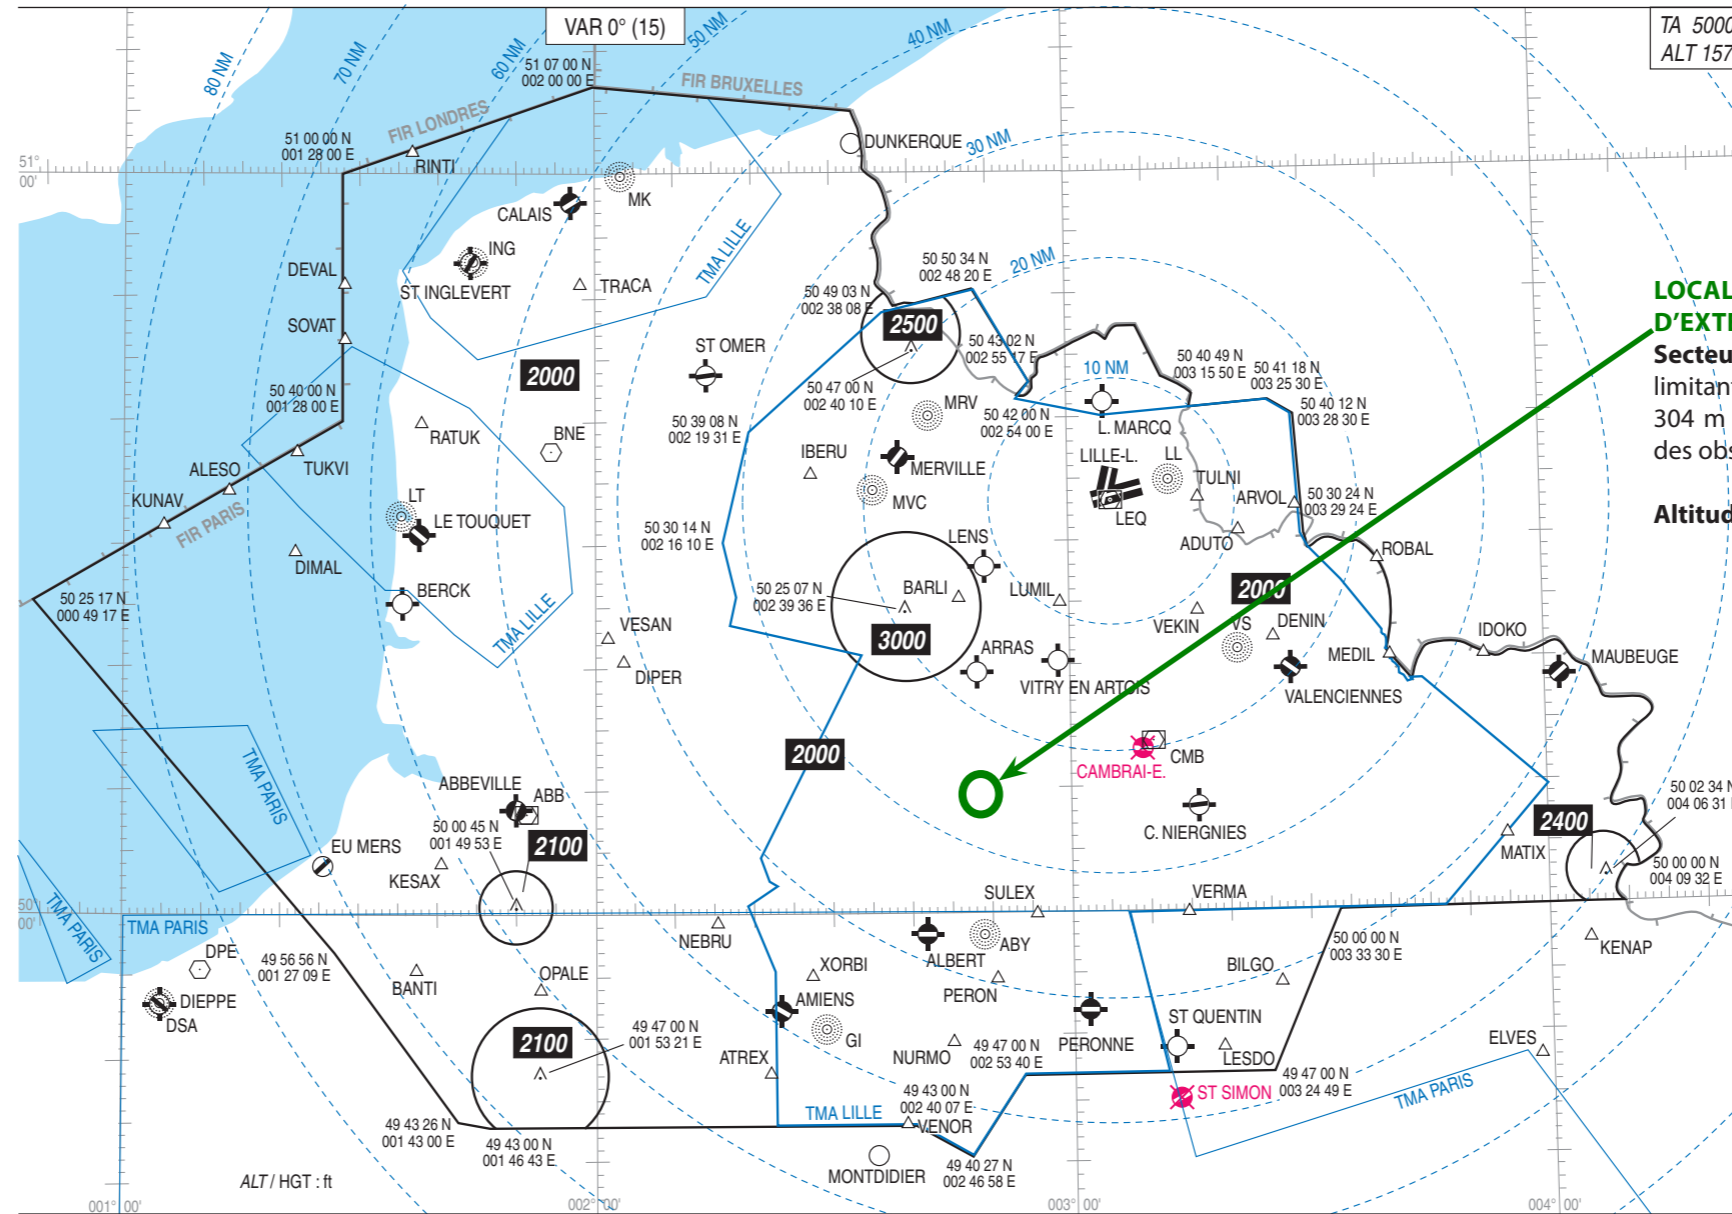 VAR 0° (15)
TA 5000
ALT 157
80 NM
70 NM
60 NM
50 NM
40 NM
30 NM
20 NM
10 NM
51 07 00 N
002 00 00 E
FIR BRUXELLES
FIR LONDRES
51 00 00 N
001 28 00 E
RINTI
DUNKERQUE
51°
00'
MK
CALAIS
ING
ST INGLEVERT
TRACA
TMA LILLE
DEVAL
SOVAT
50 50 34 N
002 48 20 E
50 49 03 N
002 38 08 E
2500
50 43 02 N
002 55 17 E
50 47 00 N
002 40 10 E
LOCAL
D'EXTR
Secteu
limitant
304 m
des obs
Altitud
ST OMER
2000
50 40 00 N
001 28 00 E
RATUK
BNE
50 39 08 N
002 19 31 E
IBERU
MRV
MERVILLE
MVC
50 42 00 N
002 54 00 E
L. MARCQ
50 40 49 N
003 15 50 E
50 41 18 N
003 25 30 E
50 40 12 N
003 28 30 E
LILLE-L.
LL
LEQ
TULNI
ARVOL
50 30 24 N
003 29 24 E
ADUTO
ROBAL
ALESO
TUKVI
KUNAV
FIR PARIS
LT
LE TOUQUET
DIMAL
BERCK
TMA LILLE
50 25 17 N
000 49 17 E
50 30 14 N
002 16 10 E
LENS
BARLI
50 25 07 N
002 39 36 E
3000
LUMIL
2000
VEKIN
VS
DENIN
MEDIL
IDOKO
MAUBEUGE
VESAN
DIPER
ARRAS
VITRY EN ARTOIS
VALENCIENNES
2000
CMB
CAMBRAI-E.
C. NIERGNIES
TMA PARIS
ABBEVILLE
ABB
50 00 45 N
001 49 53 E
2100
EU MERS
KESAX
50 02 34 N
004 06 31 E
2400
MATIX
50 00 00 N
004 09 32 E
TMA PARIS
50°
00'
TMA PARIS
SULEX
VERMA
NEBRU
ALBERT
ABY
50 00 00 N
003 33 30 E
KENAP
DPE
49 56 56 N
001 27 09 E
BANTI
OPALE
XORBI
PERON
BILGO
DIEPPE
DSA
2100
49 47 00 N
001 53 21 E
AMIENS
GI
ATREX
NURMO
49 47 00 N
002 53 40 E
PERONNE
ST QUENTIN
LESDO
ELVES
ST SIMON
49 47 00 N
003 24 49 E
TMA PARIS
49 43 00 N
002 40 07 E
TMA LILLE
VENOR
49 43 26 N
001 43 00 E
49 43 00 N
001 46 43 E
MONTDIDIER
49 40 27 N
002 46 58 E
ALT / HGT : ft
001° 00'
002° 00'
003° 00'
004° 00'